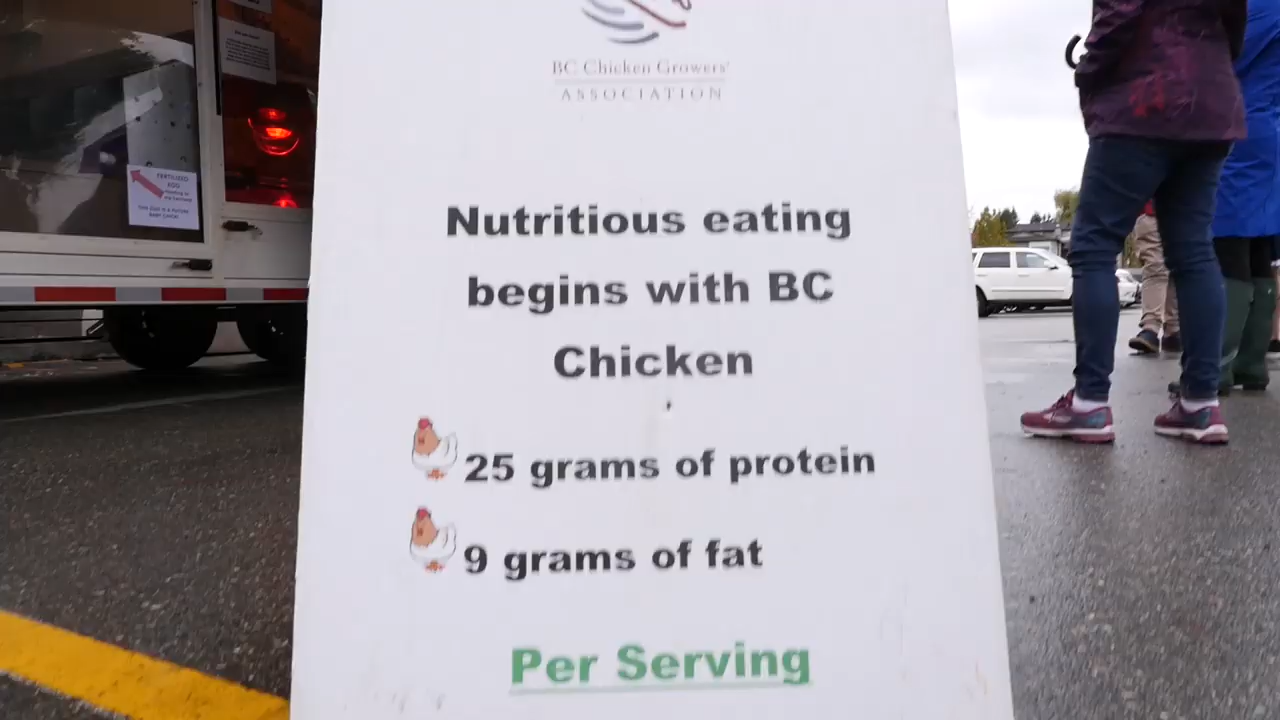 BC Chicken Growers'
ASSOCIATION
Nutritious eating
begins with BC
Chicken
25 grams of protein
9 grams of fat
Per Serving
FERTILIZED
EGG